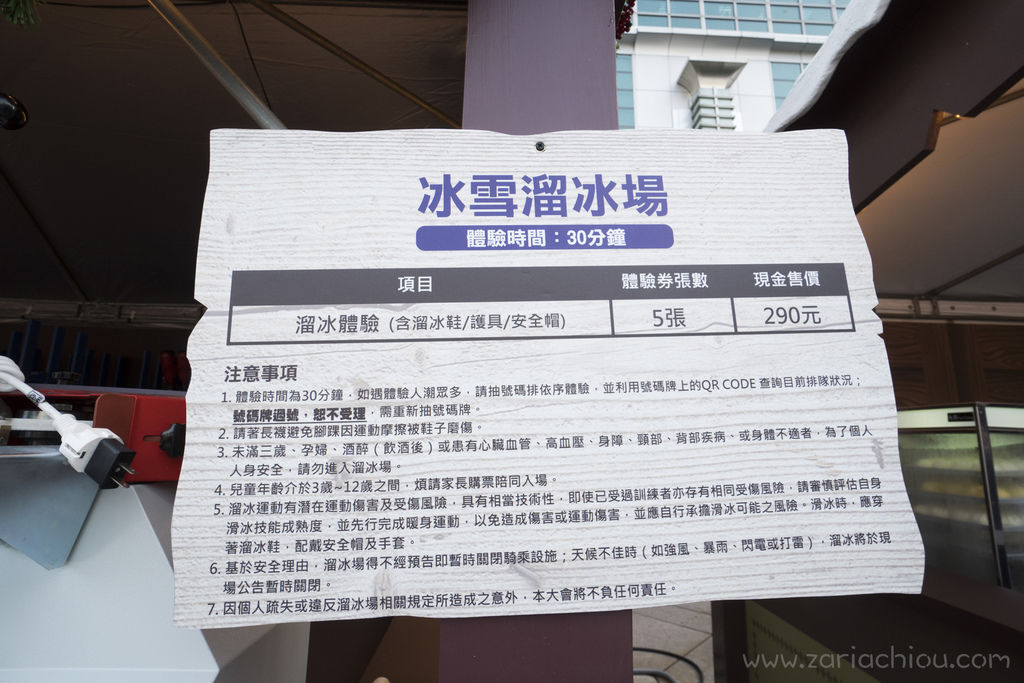 冰雪溜冰場
體驗時間：30分鐘
項目 體驗券張數 現金售價
溜冰體驗 (含溜冰鞋/護具/安全帽) 5張 290元
注意事項
1. 體驗時間為30分鐘，如遇體驗人潮眾多，請抽號碼排依序體驗，並利用號碼牌上的QR CODE 查詢目前排隊狀況；
號碼牌過號，恕不受理，需重新抽號碼牌。
2. 請著長襪避免腳踝因運動摩擦被鞋子磨傷。
3. 未滿三歲、孕婦、酒醉（飲酒後）或患有心臟血管、高血壓、身障、頸部、背部疾病、或身體不適者，為了個人
人身安全，請勿進入溜冰場。
4. 兒童年齡介於3歲~12歲之間，煩請家長購票陪同入場。
5. 溜冰運動有潛在運動傷害及受傷風險，具有相當技術性，即使已受過訓練者亦存有相同受傷風險，請審慎評估自身
滑冰技能成熟度，並先行完成暖身運動，以免造成傷害或運動傷害，並應自行承擔滑冰可能之風險。滑冰時，應穿
著溜冰鞋，配戴安全帽及手套。
6. 基於安全理由，溜冰場得不經預告即暫時關閉騎乘設施；天候不佳時（如強風、暴雨、閃電或打雷），溜冰將於現
場公告暫時關閉。
7. 因個人疏失或違反溜冰場相關規定所造成之意外，本大會將不負任何責任。
www.zariachiou.com